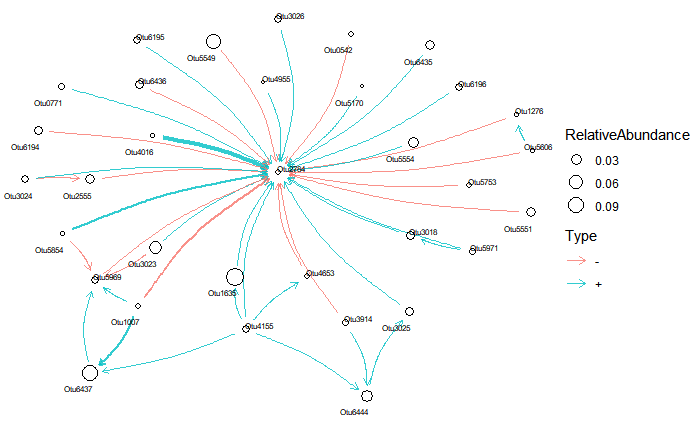 Otu3026
Otu6195
Otu0542
Otu5549
Otu6435
Otu6436
Otu4955
Otu6196
Otu0771
Otu5170
Otu1276
Otu6194
Otu4016
Otu5554
Otu5606
Otu2784
Otu3024
Otu2555
Otu5753
Otu5551
Otu5854
Otu3018
Otu5971
Otu3023
Otu5969
Otu1635
Otu4653
Otu1007
Otu4155
Otu3914
Otu3025
Otu6437
Otu6444
RelativeAbundance
0.03
0.06
0.09
Type
-
+